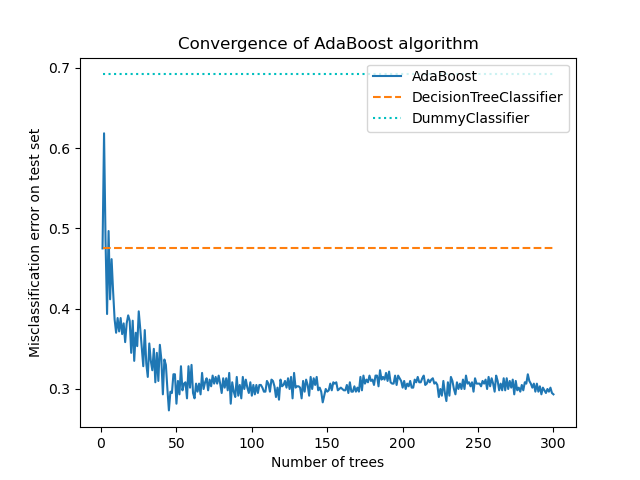 Convergence of AdaBoost algorithm
Misclassification error on test set
0.7
0.6
0.5
0.4
0.3
AdaBoost
DecisionTreeClassifier
DummyClassifier
0 50 100 150 200 250 300
Number of trees